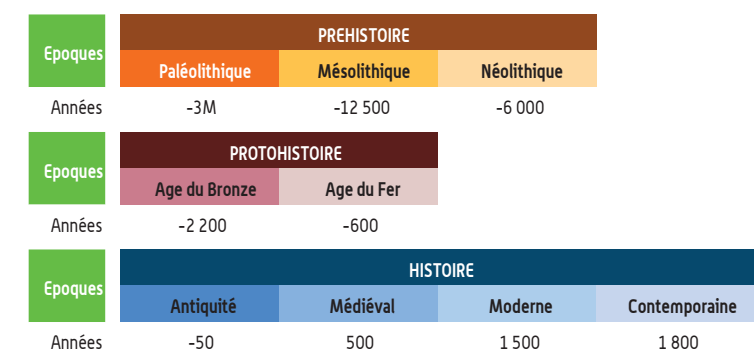 PREHISTOIRE
Epoques
Paléolithique Mésolithique Néolithique
Années -3M -12 500 -6 000
PROTOHISTOIRE
Epoques
Age du Bronze Age du Fer
Années -2 200 -600
HISTOIRE
Epoques
Antiquité Médiéval Moderne Contemporaine
Années -50 500 1 500 1 800